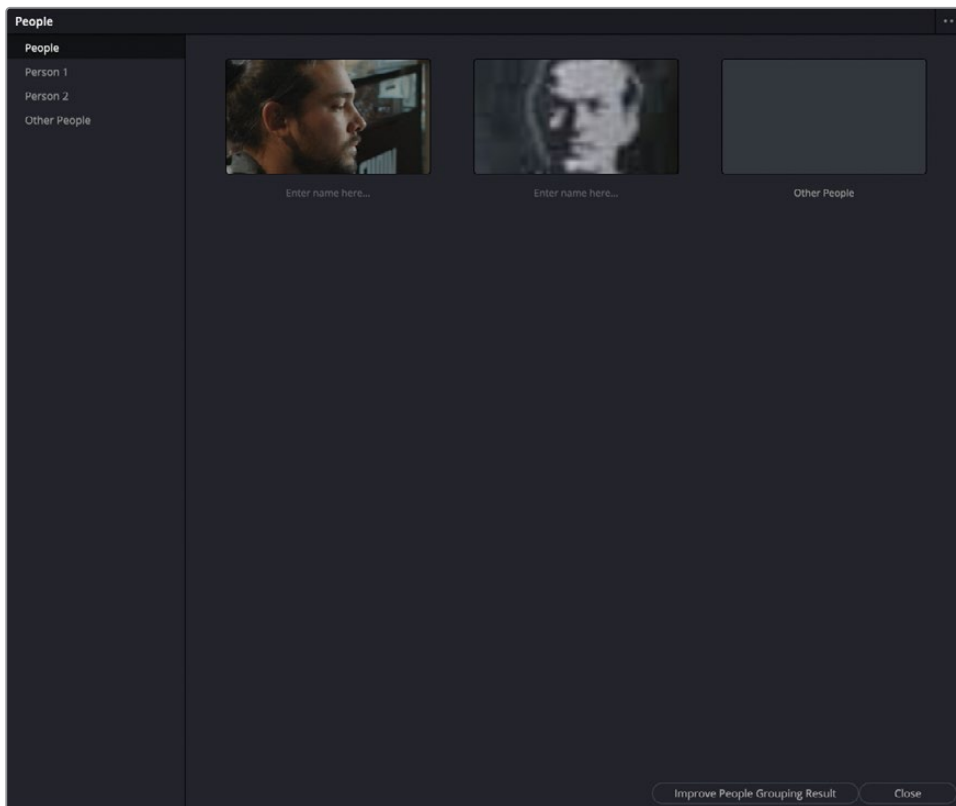 People
People
Person 1
Person 2
Other People
Enter name here...
Enter name here...
Other People
Improve People Grouping Result
Close